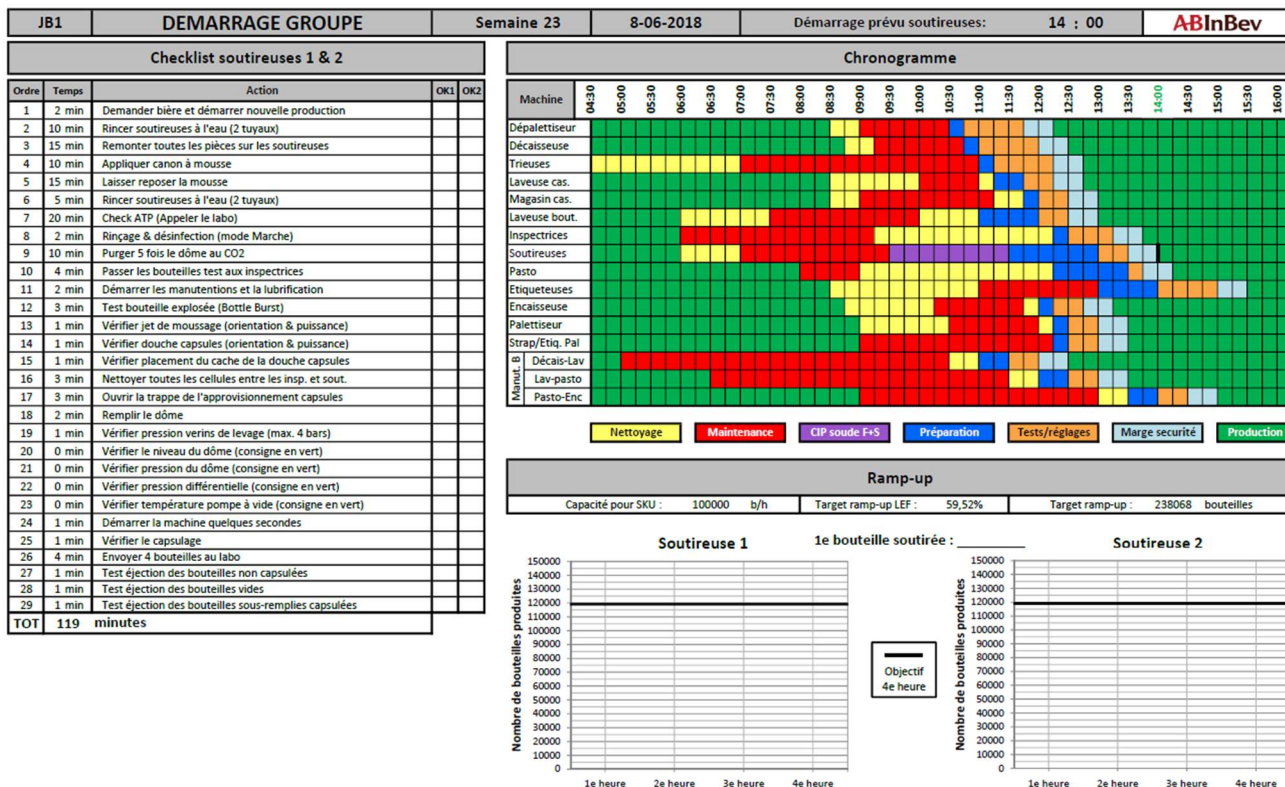 JB1 DEMARRAGE GROUPE Semaine 23 8-06-2018 Démarrage prévu soutireuses: 14 : 00 ABInBev
Checklist soutireuses 1 & 2
Ordre Temps Action OK1 OK2
1 2 min Demander bière et démarrer nouvelle production
2 10 min Rincer soutireuses à l'eau (2 tuyaux)
3 15 min Remonter toutes les pièces sur les soutireuses
4 10 min Appliquer canon à mousse
5 15 min Laisser reposer la mousse
6 5 min Rincer soutireuses à l'eau (2 tuyaux)
7 20 min Check ATP (Appeler le labo)
8 2 min Rinçage & désinfection (mode Marche)
9 10 min Purger 5 fois le dôme au CO2
10 4 min Passer les bouteilles test aux inspectrices
11 2 min Démarrer les manutentions et la lubrification
12 3 min Test bouteille explosée (Bottle Burst)
13 1 min Vérifier jet de moussage (orientation & puissance)
14 1 min Vérifier douche capsules (orientation & puissance)
15 1 min Vérifier placement du cache de la douche capsules
16 3 min Nettoyer toutes les cellules entre les insp. et sout.
17 3 min Ouvrir la trappe de l'approvisionnement capsules
18 2 min Remplir le dôme
19 1 min Vérifier pression verins de levage (max. 4 bars)
20 0 min Vérifier le niveau du dôme (consigne en vert)
21 0 min Vérifier pression du dôme (consigne en vert)
22 0 min Vérifier pression différentielle (consigne en vert)
23 0 min Vérifier température pompe à vide (consigne en vert)
24 1 min Démarrer la machine quelques secondes
25 1 min Vérifier le capsulage
26 4 min Envoyer 4 bouteilles au labo
27 1 min Test éjection des bouteilles non capsulées
28 1 min Test éjection des bouteilles vides
29 1 min Test éjection des bouteilles sous-remplies capsulées
TOT 119 minutes
Chronogramme
Machine 04:30 05:00 05:30 06:00 06:30 07:00 07:30 08:00 08:30 09:00 09:30 10:00 10:30 11:00 11:30 12:00 12:30 13:00 13:30 14:00 14:30 15:00 15:30 16:00
Dépalettiseur
Décaisseuse
Trieuses
Laveuse cas.
Magasin cas.
Laveuse bout.
Inspectrices
Soutireuses
Pasto
Etiqueteuses
Encaisseuse
Palettiseur
Strap/Etiq. Pal
Manut. B
Décais-Lav
Lav-pasto
Pasto-Enc
Nettoyage Maintenance CIP soude F+S Préparation Tests/réglages Marge securité Production
Ramp-up
Capacité pour SKU : 100000 b/h Target ramp-up LEF : 59,52% Target ramp-up : 238068 bouteilles
1e bouteille soutirée :
Soutireuse 1
Nombre de bouteilles produites
150000
140000
130000
120000
110000
100000
90000
80000
70000
60000
50000
40000
30000
20000
10000
0
1e heure 2e heure 3e heure 4e heure
Objectif
4e heure
Soutireuse 2
Nombre de bouteilles produites
150000
140000
130000
120000
110000
100000
90000
80000
70000
60000
50000
40000
30000
20000
10000
0
1e heure 2e heure 3e heure 4e heure